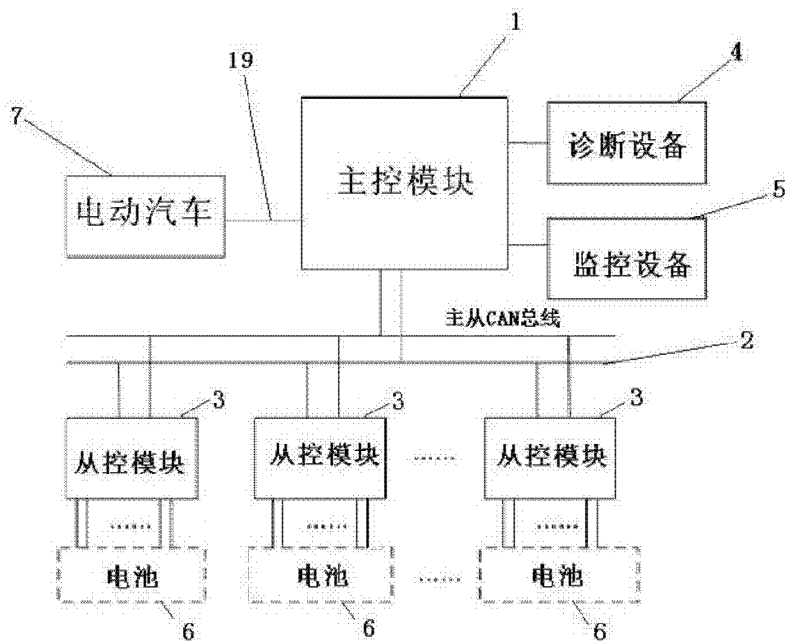 1
19
4
7
主控模块
诊断设备
电动汽车
5
监控设备
主从CAN总线
2
3
3
3
从控模块
从控模块
......
从控模块
......
......
......
电池
电池
......
电池
6
6
6